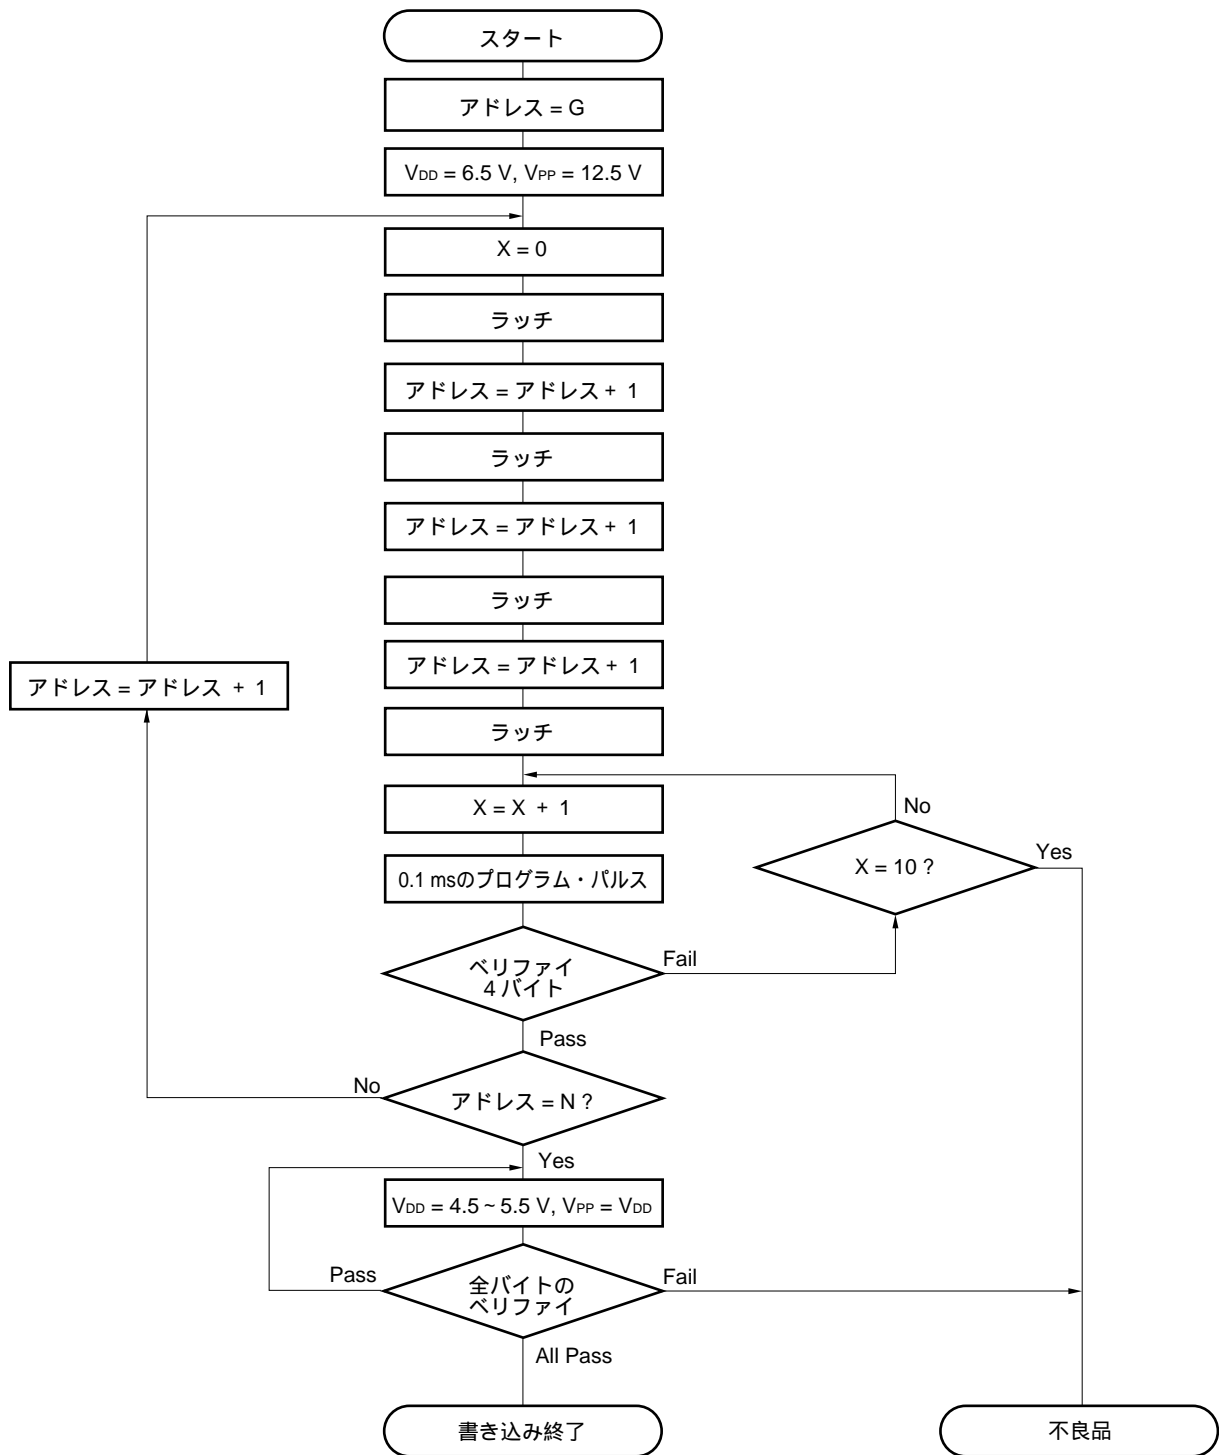 スタート
アドレス = G
VDD = 6.5 V, VPP = 12.5 V
X = 0
ラッチ
アドレス = アドレス + 1
ラッチ
アドレス = アドレス + 1
ラッチ
アドレス = アドレス + 1
アドレス = アドレス + 1
ラッチ
X = X + 1
No
X = 10 ?
Yes
0.1 msのプログラム・パルス
ベリファイ
4 バイト
Fail
Pass
No
アドレス = N ?
Yes
VDD = 4.5 ~ 5.5 V, VPP = VDD
Pass
全バイトの
ベリファイ
Fail
All Pass
書き込み終了
不良品